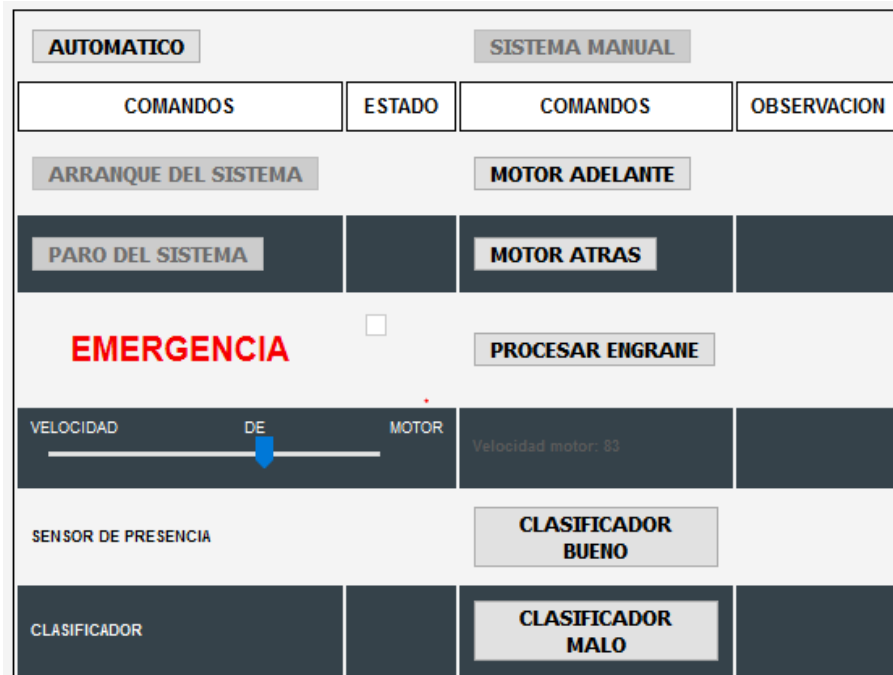 AUTOMATICO
SISTEMA MANUAL
COMANDOS
ESTADO
COMANDOS
OBSERVACION
ARRANQUE DEL SISTEMA
MOTOR ADELANTE
PARO DEL SISTEMA
MOTOR ATRAS
EMERGENCIA
PROCESAR ENGRANE
VELOCIDAD DE MOTOR
Velocidad motor: 83
SENSOR DE PRESENCIA
CLASIFICADOR
BUENO
CLASIFICADOR
CLASIFICADOR
MALO